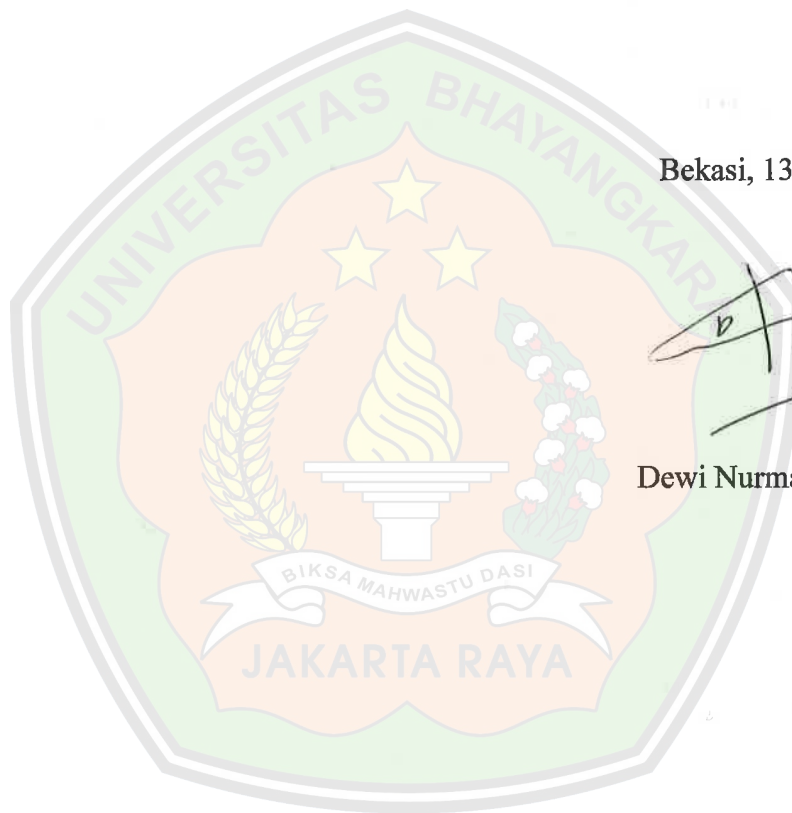 UNIVERSITAS BHAYANGKARA
Bekasi, 13
Dewi Nurma
BIKSA MAHWASTU DASI
JAKARTA RAYA